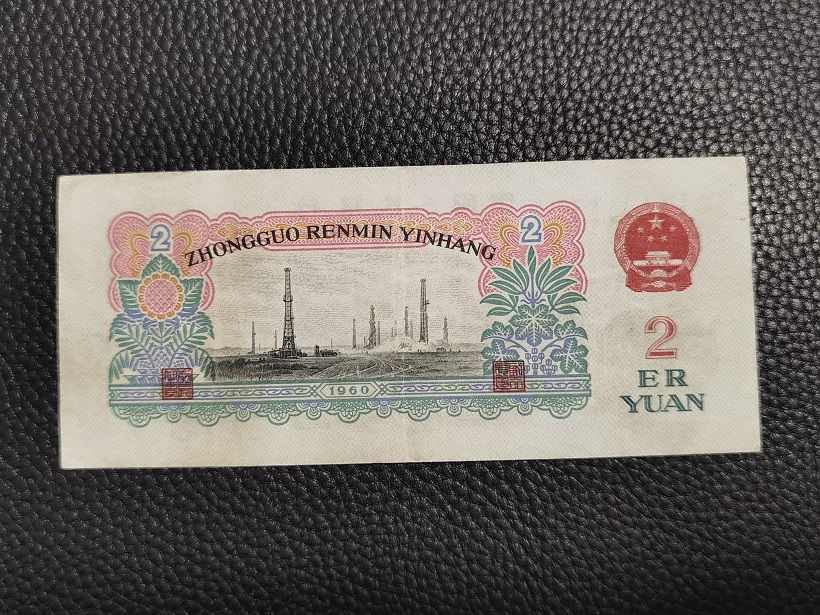 2
2
ZHONGGUO RENMIN YINHANG
2
ER
YUAN
1960